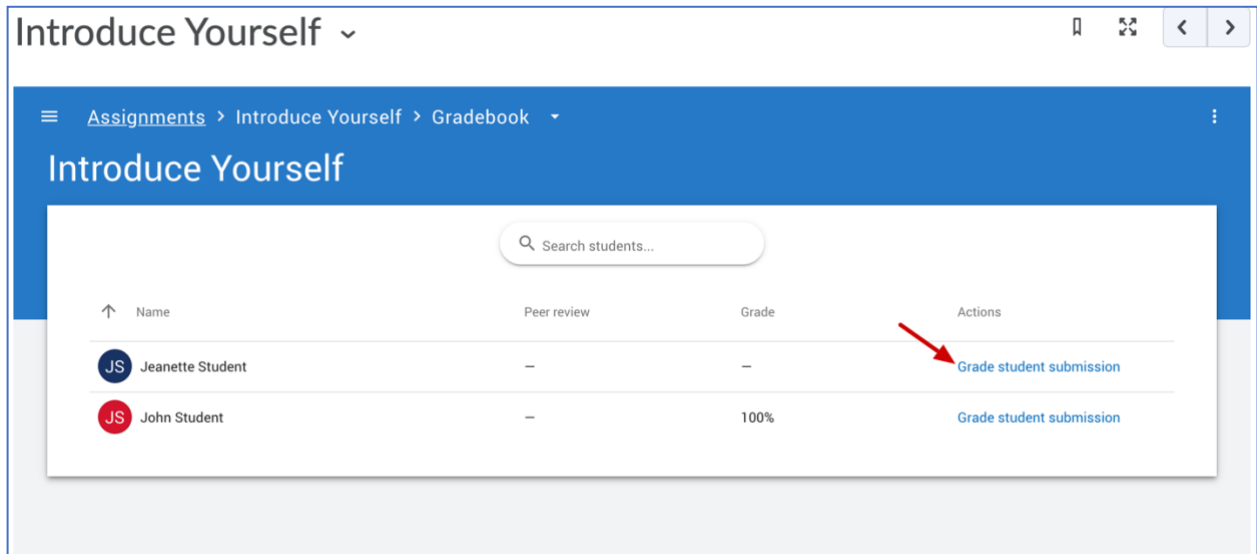 Introduce Yourself
Assignments > Introduce Yourself > Gradebook
Introduce Yourself
Search students...
Name Peer review Grade Actions
JS Jeanette Student – – Grade student submission
JS John Student – 100% Grade student submission